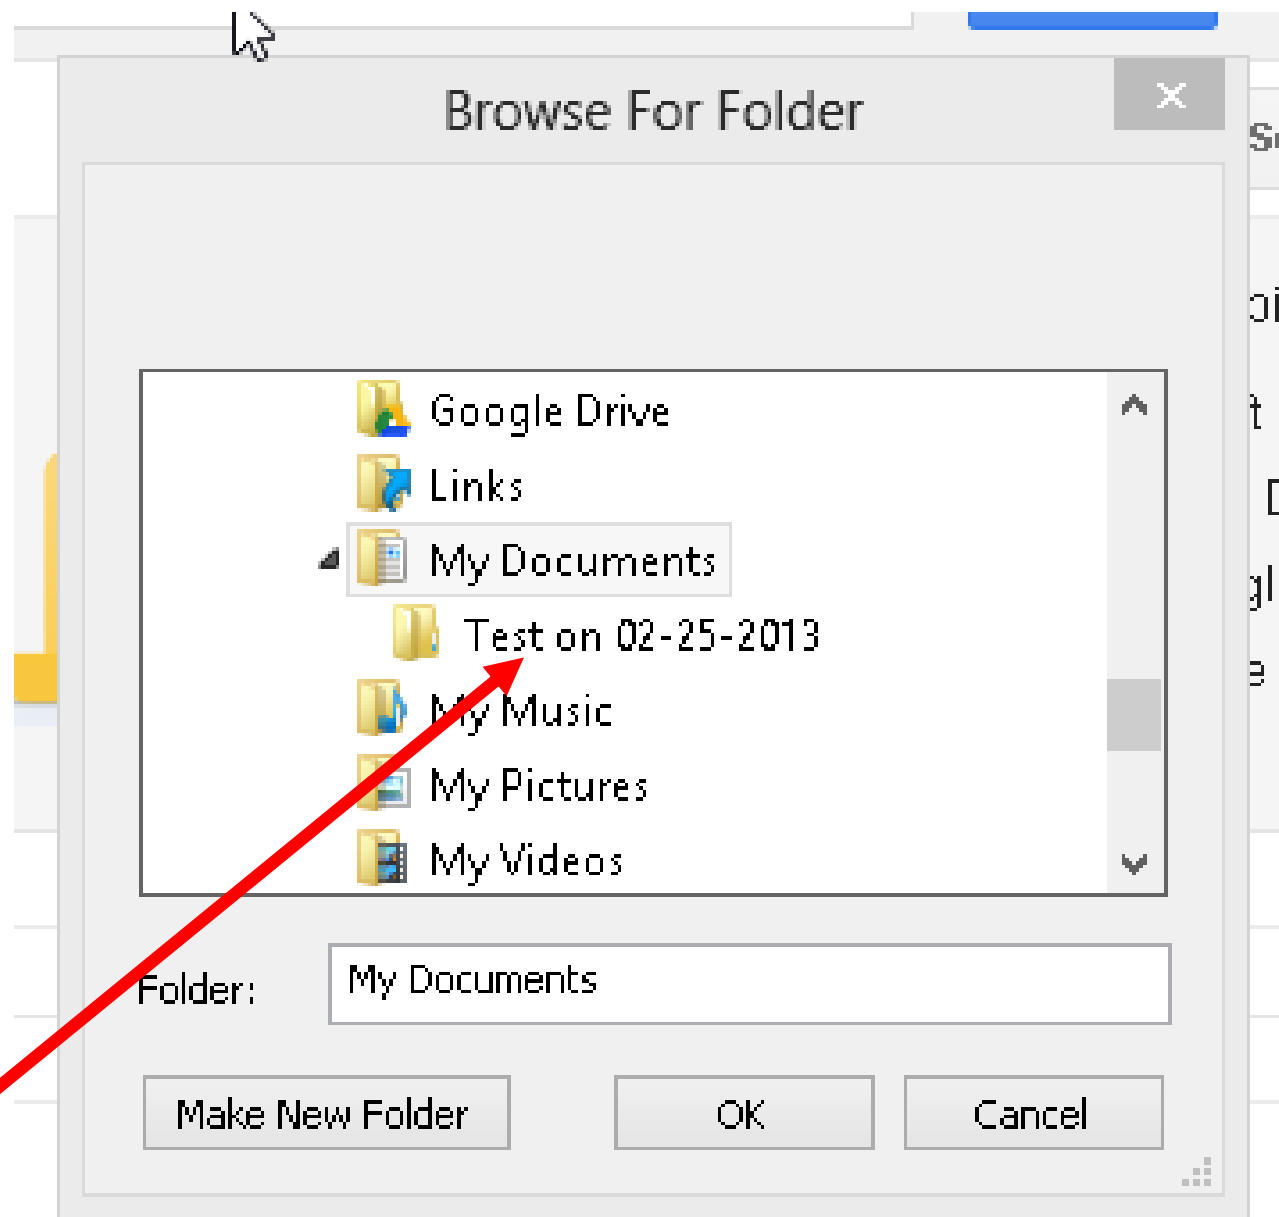 Browse For Folder
Google Drive
Links
My Documents
Test on 02-25-2013
My Music
My Pictures
My Videos
Folder:
My Documents
Make New Folder
OK
Cancel